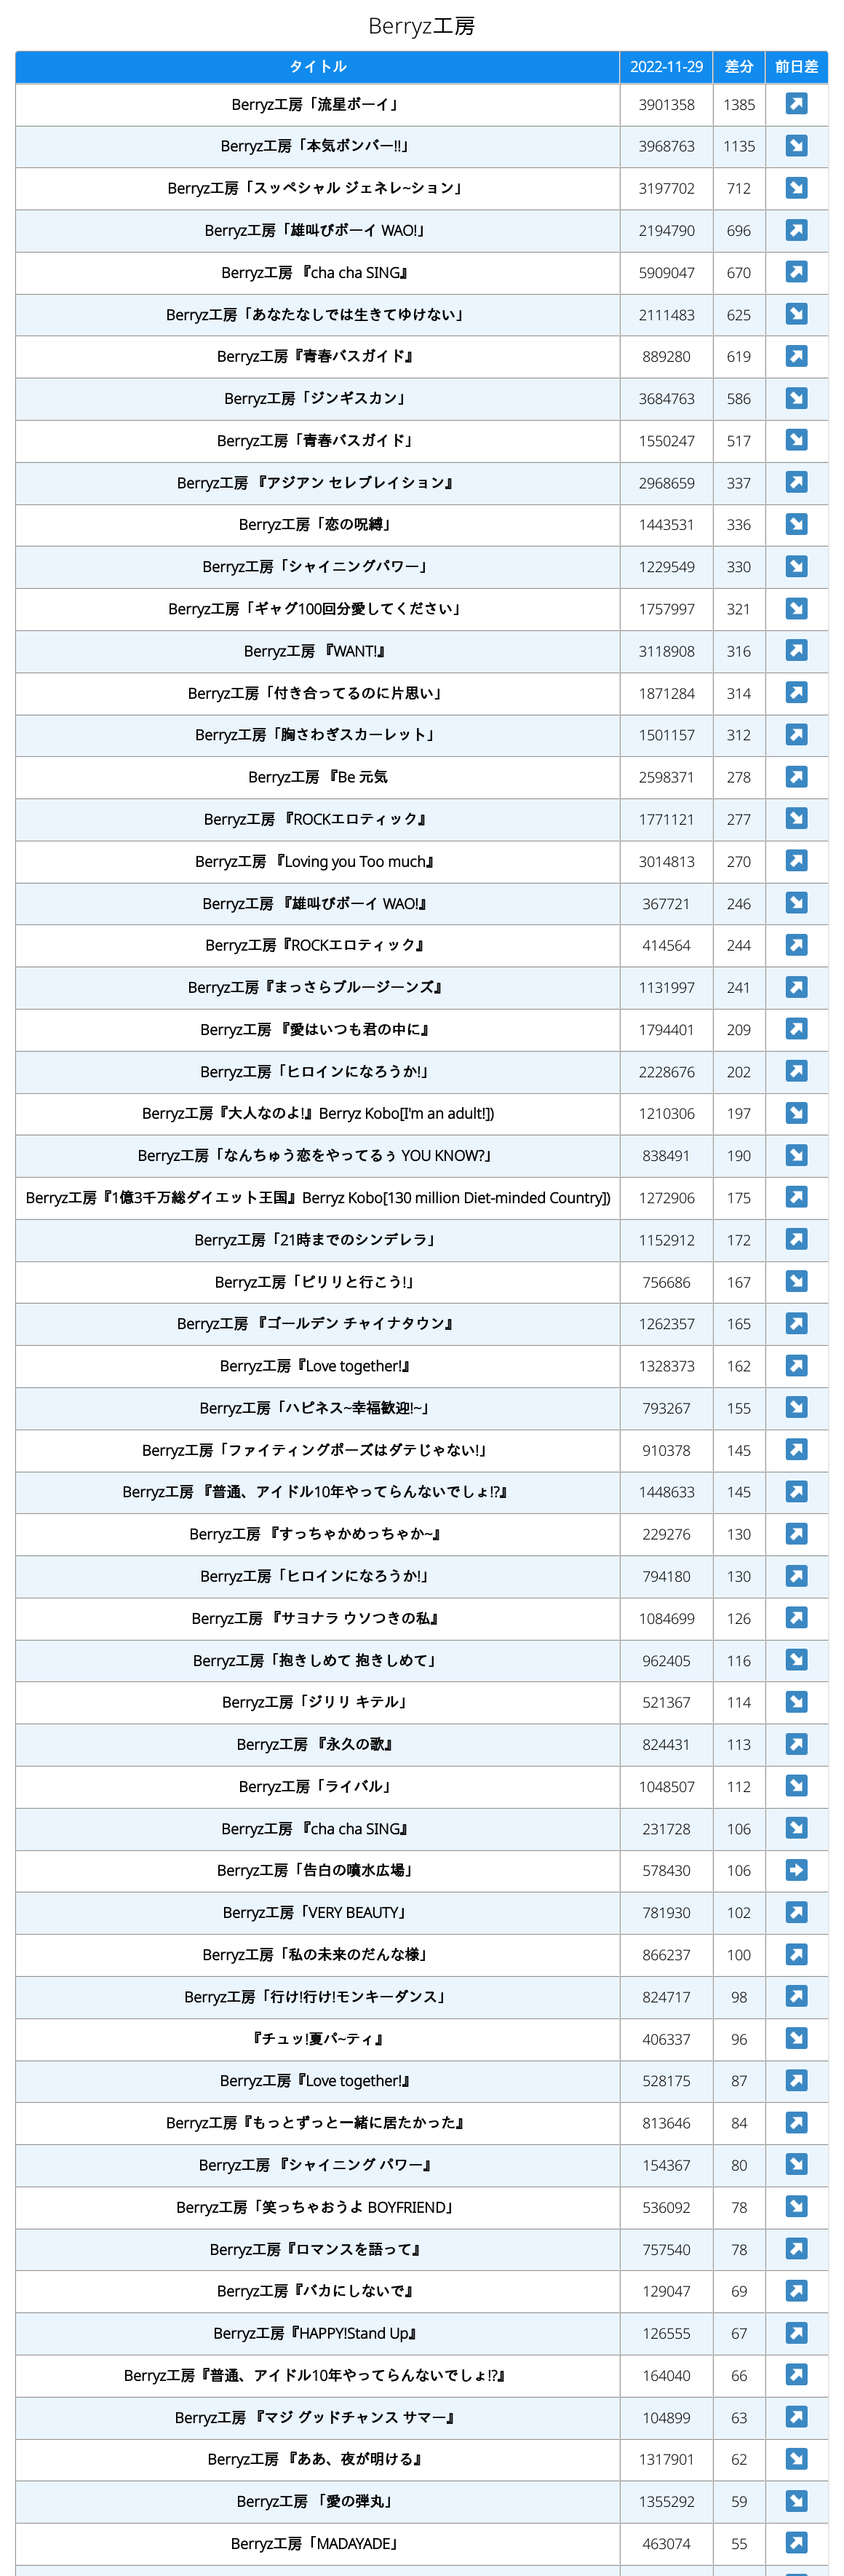 Berryz工房
タイトル 2022-11-29 差分 前日差
Berryz工房「流星ボーイ」 3901358 1385 ↗
Berryz工房「本気ボンバー!!」 3968763 1135 ↘
Berryz工房「スッペシャル ジェネレ~ション」 3197702 712 ↘
Berryz工房「雄叫びボーイ WAO!」 2194790 696 ↗
Berryz工房 『cha cha SING』 5909047 670 ↗
Berryz工房「あなたなしでは生きてゆけない」 2111483 625 ↘
Berryz工房『青春バスガイド』 889280 619 ↗
Berryz工房「ジンギスカン」 3684763 586 ↘
Berryz工房「青春バスガイド」 1550247 517 ↘
Berryz工房 『アジアン セレブレイション』 2968659 337 ↗
Berryz工房「恋の呪縛」 1443531 336 ↘
Berryz工房「シャイニングパワー」 1229549 330 ↘
Berryz工房「ギャグ100回分愛してください」 1757997 321 ↘
Berryz工房 『WANT!』 3118908 316 ↗
Berryz工房「付き合ってるのに片思い」 1871284 314 ↗
Berryz工房「胸さわぎスカーレット」 1501157 312 ↗
Berryz工房 『Be 元気 2598371 278 ↗
Berryz工房 『ROCKエロティック』 1771121 277 ↘
Berryz工房 『Loving you Too much』 3014813 270 ↗
Berryz工房 『雄叫びボーイ WAO!』 367721 246 ↘
Berryz工房『ROCKエロティック』 414564 244 ↗
Berryz工房『まっさらブルージーンズ』 1131997 241 ↗
Berryz工房 『愛はいつも君の中に』 1794401 209 ↗
Berryz工房「ヒロインになろうか!」 2228676 202 ↗
Berryz工房『大人なのよ!』Berryz Kobo[I'm an adult!]) 1210306 197 ↘
Berryz工房「なんちゅう恋をやってるぅ YOU KNOW?」 838491 190 ↘
Berryz工房『1億3千万総ダイエット王国』Berryz Kobo[130 million Diet-minded Country]) 1272906 175 ↗
Berryz工房「21時までのシンデレラ」 1152912 172 ↗
Berryz工房「ピリリと行こう!」 756686 167 ↘
Berryz工房 『ゴールデン チャイナタウン』 1262357 165 ↗
Berryz工房『Love together!』 1328373 162 ↗
Berryz工房「ハピネス~幸福歓迎!~」 793267 155 ↘
Berryz工房「ファイティングポーズはダテじゃない!」 910378 145 ↗
Berryz工房 『普通、アイドル10年やってらんないでしょ!?』 1448633 145 ↗
Berryz工房 『すっちゃかめっちゃか~』 229276 130 ↗
Berryz工房「ヒロインになろうか!」 794180 130 ↗
Berryz工房 『サヨナラ ウソつきの私』 1084699 126 ↗
Berryz工房「抱きしめて 抱きしめて」 962405 116 ↘
Berryz工房「ジリリ キテル」 521367 114 ↘
Berryz工房 『永久の歌』 824431 113 ↗
Berryz工房「ライバル」 1048507 112 ↘
Berryz工房 『cha cha SING』 231728 106 ↘
Berryz工房「告白の噴水広場」 578430 106 ➡
Berryz工房「VERY BEAUTY」 781930 102 ↗
Berryz工房「私の未来のだんな様」 866237 100 ↗
Berryz工房「行け!行け!モンキーダンス」 824717 98 ↗
『チュッ!夏パ~ティ』 406337 96 ↘
Berryz工房『Love together!』 528175 87 ↗
Berryz工房『もっとずっと一緒に居たかった』 813646 84 ↗
Berryz工房 『シャイニング パワー』 154367 80 ↘
Berryz工房「笑っちゃおうよ BOYFRIEND」 536092 78 ↘
Berryz工房『ロマンスを語って』 757540 78 ↗
Berryz工房『バカにしないで』 129047 69 ↗
Berryz工房『HAPPY!Stand Up』 126555 67 ↗
Berryz工房『普通、アイドル10年やってらんないでしょ!?』 164040 66 ↗
Berryz工房 『マジ グッドチャンス サマー』 104899 63 ↗
Berryz工房 『ああ、夜が明ける』 1317901 62 ↘
Berryz工房 「愛の弾丸」 1355292 59 ↘
Berryz工房「MADAYADE」 463074 55 ↗